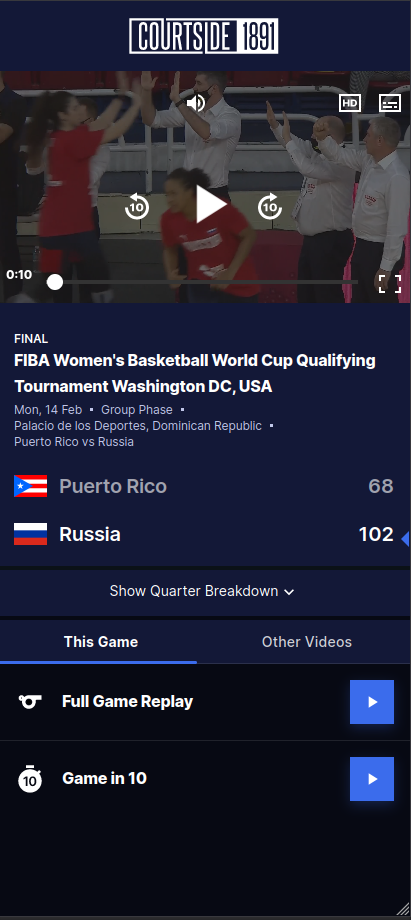 COURTSIDE 1891
HD
10 10
0:10
FINAL
FIBA Women's Basketball World Cup Qualifying
Tournament Washington DC, USA
Mon, 14 Feb • Group Phase •
Palacio de los Deportes, Dominican Republic •
Puerto Rico vs Russia
Puerto Rico 68
Russia 102
Show Quarter Breakdown
This Game Other Videos
Full Game Replay
10 Game in 10